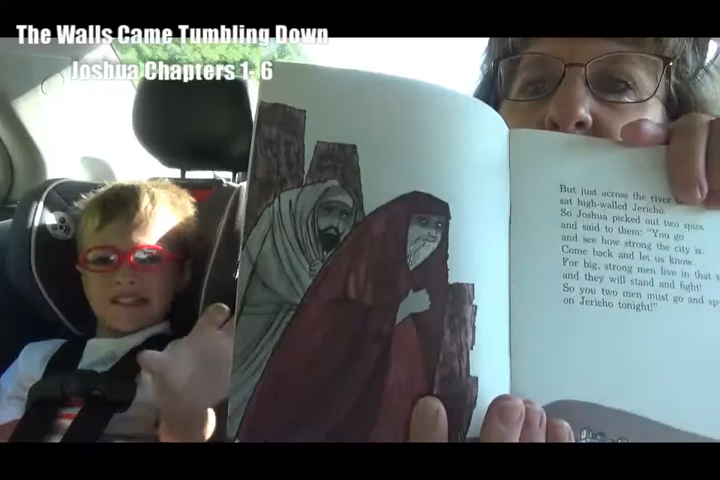 The Walls Came Tumbling Down
Joshua Chapters 1-6
But just across the river
sat high-walled Jericho.
So Joshua picked out two spies
and said to them: "You go
and see how strong the city is.
Come back and let us know.
For big, strong men live in that
and they will stand and fight!
So you two men must go and
on Jericho tonight!"